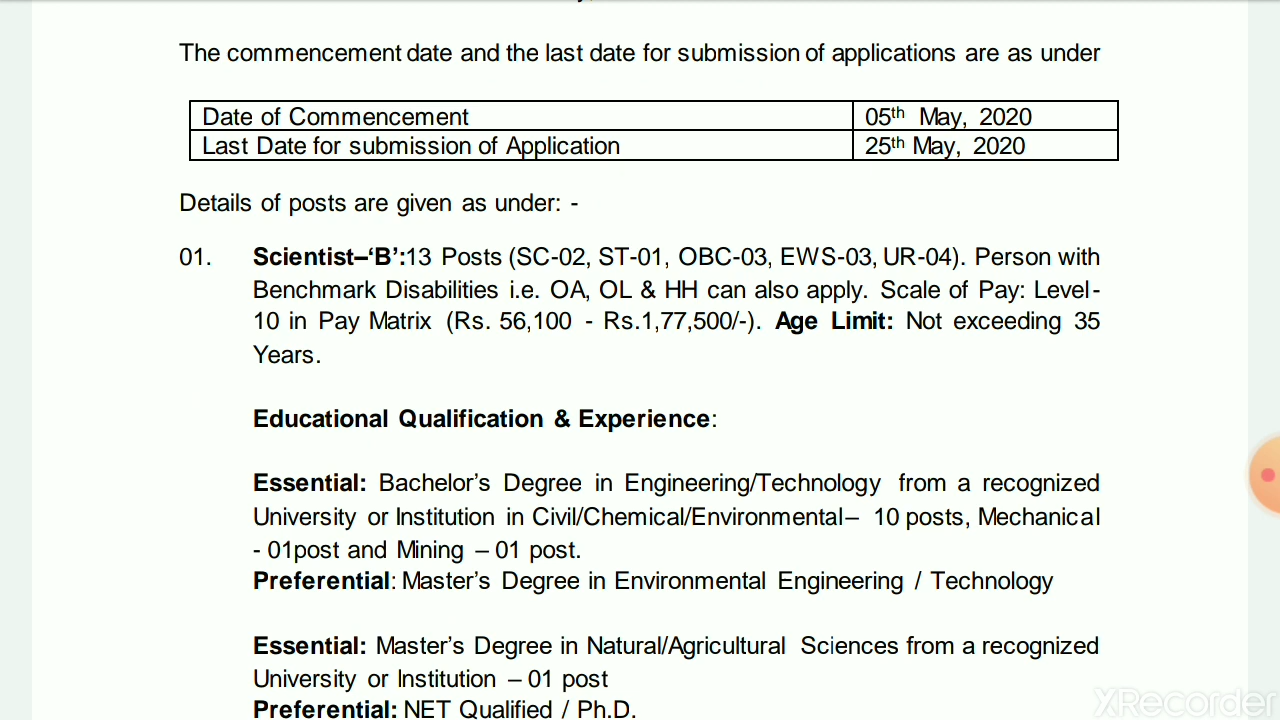 The commencement date and the last date for submission of applications are as under
Date of Commencement 05th May, 2020
Last Date for submission of Application 25th May, 2020
Details of posts are given as under: -
01. Scientist–‘B’:13 Posts (SC-02, ST-01, OBC-03, EWS-03, UR-04). Person with
Benchmark Disabilities i.e. OA, OL & HH can also apply. Scale of Pay: Level-
10 in Pay Matrix (Rs. 56,100 - Rs.1,77,500/-). Age Limit: Not exceeding 35
Years.
Educational Qualification & Experience:
Essential: Bachelor’s Degree in Engineering/Technology from a recognized
University or Institution in Civil/Chemical/Environmental– 10 posts, Mechanical
- 01post and Mining – 01 post.
Preferential: Master’s Degree in Environmental Engineering / Technology
Essential: Master’s Degree in Natural/Agricultural Sciences from a recognized
University or Institution – 01 post
Preferential: NET Qualified / Ph.D.
XRecorder